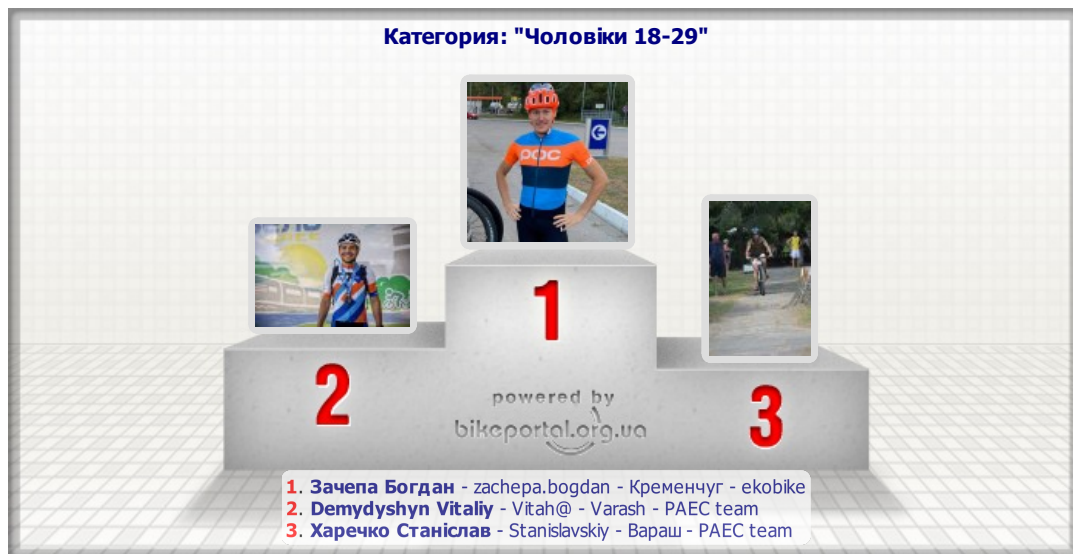 Категория: "Чоловіки 18-29"
poc
1
2
3
powered by
bikeportal.org.ua
1. Зачепа Богдан - zachepa.bogdan - Кременчуг - ekobike
2. Demydyshyn Vitaliy - Vitah@ - Varash - PAEC team
3. Харечко Станіслав - Stanislavskiy - Вараш - PAEC team